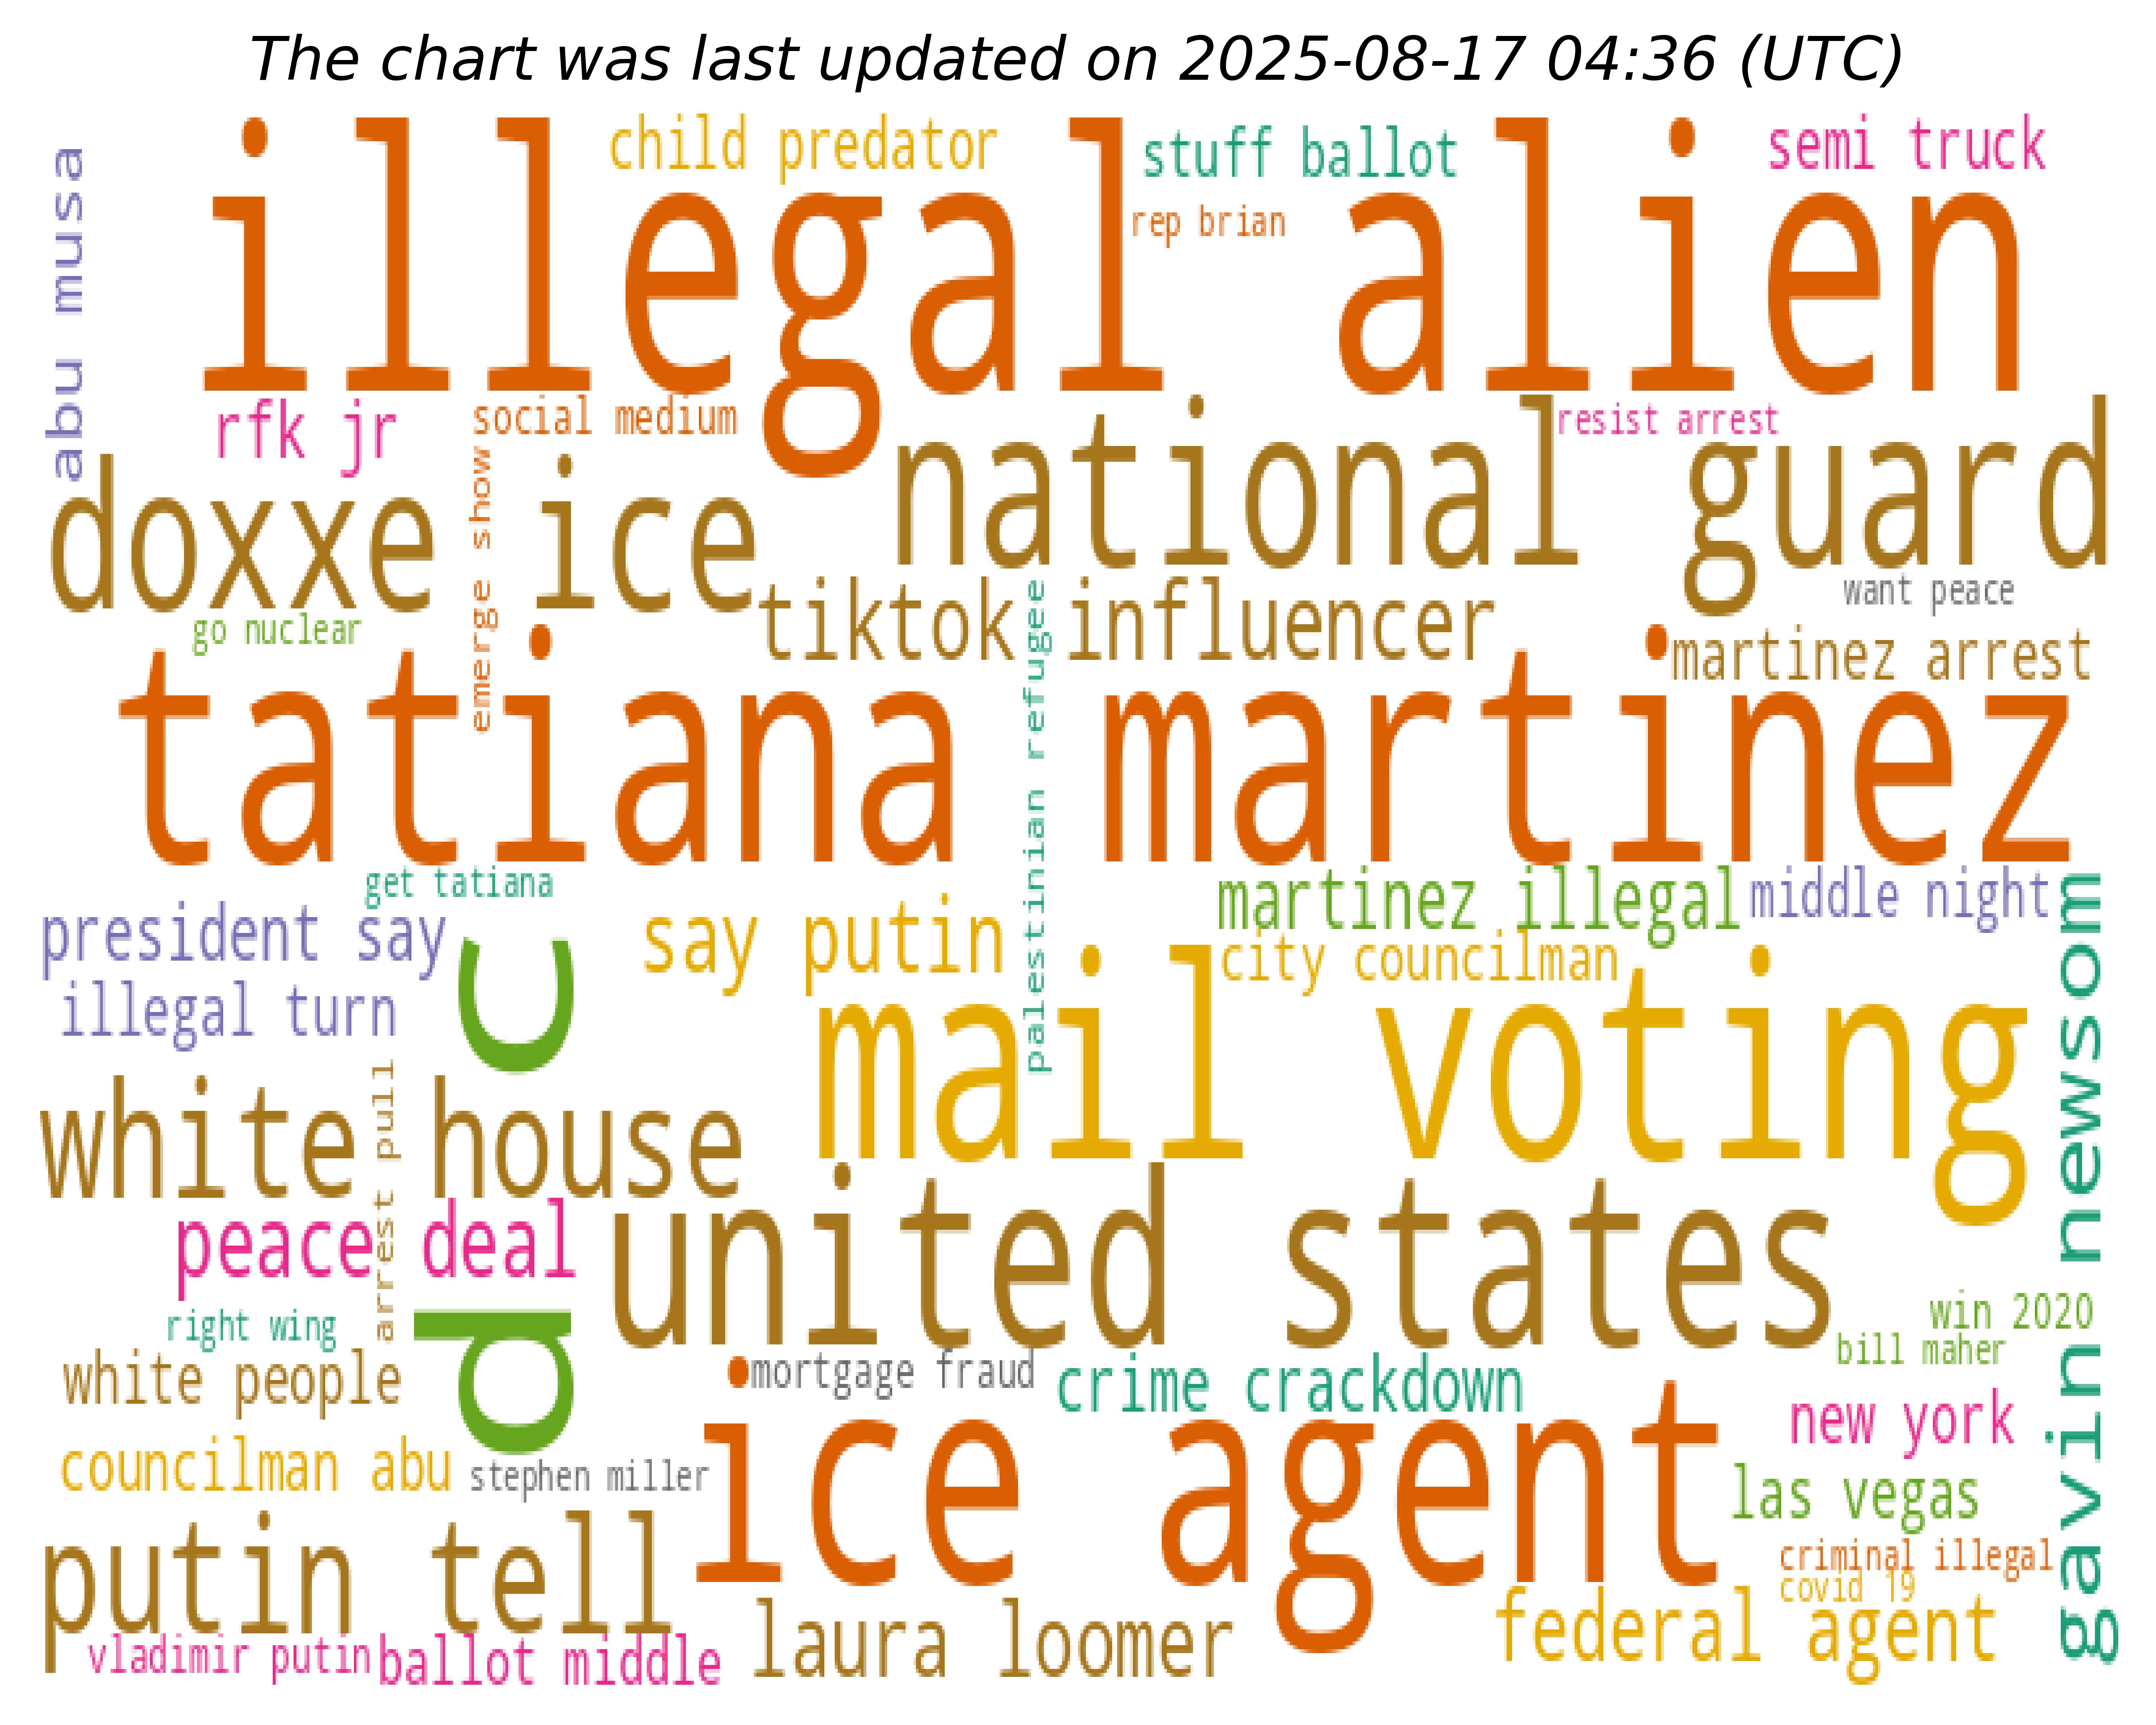 The chart was last updated on 2025-08-17 04:36 (UTC)
illegal alien
child predator
stuff ballot
semi truck
rep brian
abu musa
rfk jr
social medium
resist arrest
national guard
doxxe ice
emerge show
tiktok influencer
want peace
go nuclear
palestinian refugee
martinez arrest
tatiana martinez
get tatiana
martinez illegal
middle night
president say
say putin
city councilman
illegal turn
d c
mail voting
gavin newsom
white house
arrest pull
peace deal
united states
right wing
win 2020
bill maher
white people
mortgage fraud
crime crackdown
new york
councilman abu
stephen miller
ice agent
las vegas
putin tell
criminal illegal
covid 19
laura loomer
federal agent
vladimir putin
ballot middle